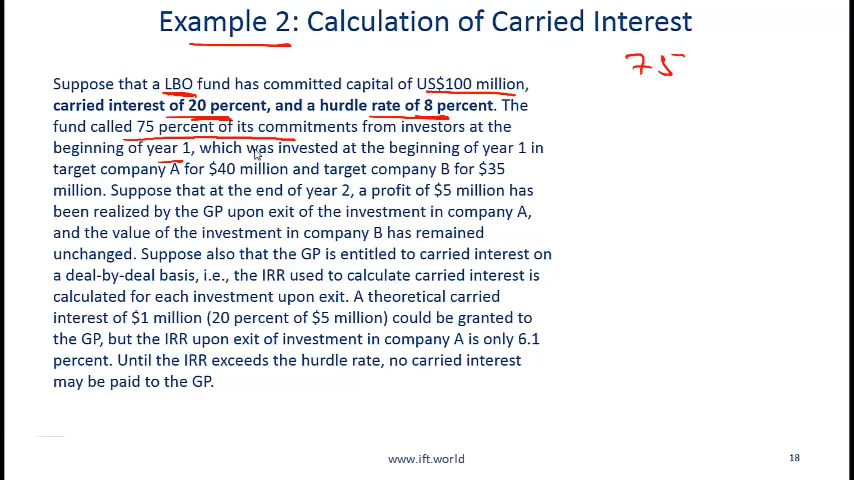 Example 2: Calculation of Carried Interest
75
Suppose that a LBO fund has committed capital of US$100 million,
carried interest of 20 percent, and a hurdle rate of 8 percent. The
fund called 75 percent of its commitments from investors at the
beginning of year 1, which was invested at the beginning of year 1 in
target company A for $40 million and target company B for $35
million. Suppose that at the end of year 2, a profit of $5 million has
been realized by the GP upon exit of the investment in company A,
and the value of the investment in company B has remained
unchanged. Suppose also that the GP is entitled to carried interest on
a deal-by-deal basis, i.e., the IRR used to calculate carried interest is
calculated for each investment upon exit. A theoretical carried
interest of $1 million (20 percent of $5 million) could be granted to
the GP, but the IRR upon exit of investment in company A is only 6.1
percent. Until the IRR exceeds the hurdle rate, no carried interest
may be paid to the GP.
www.ift.world
18